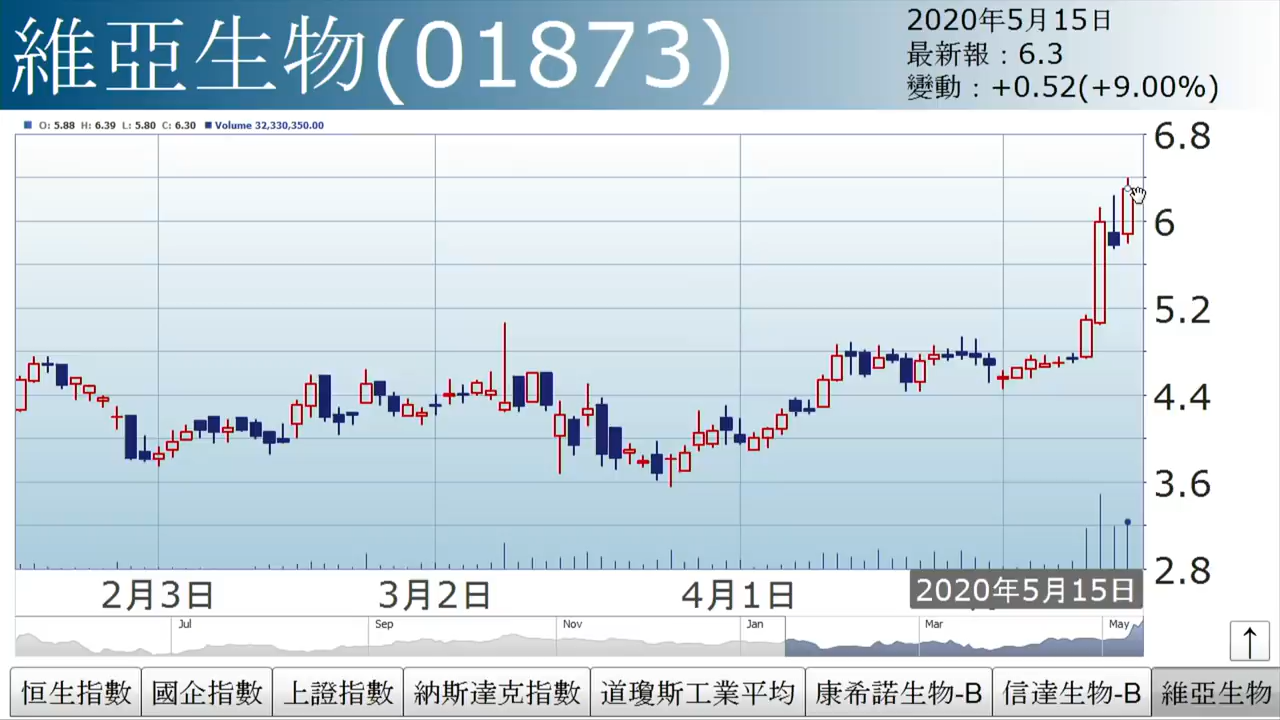 維亞生物(01873)
2020年5月15日
最新報：6.3
變動：+0.52(+9.00%)
O: 5.88 H: 6.39 L: 5.80 C: 6.30 Volume 32,330,350.00
6.8
6
5.2
4.4
3.6
2.8
2月3日 3月2日 4月1日 2020年5月15日
Jul Sep Nov Jan Mar May
↑
恒生指數 國企指數 上證指數 納斯達克指數 道瓊斯工業平均 康希諾生物-B 信達生物-B 維亞生物